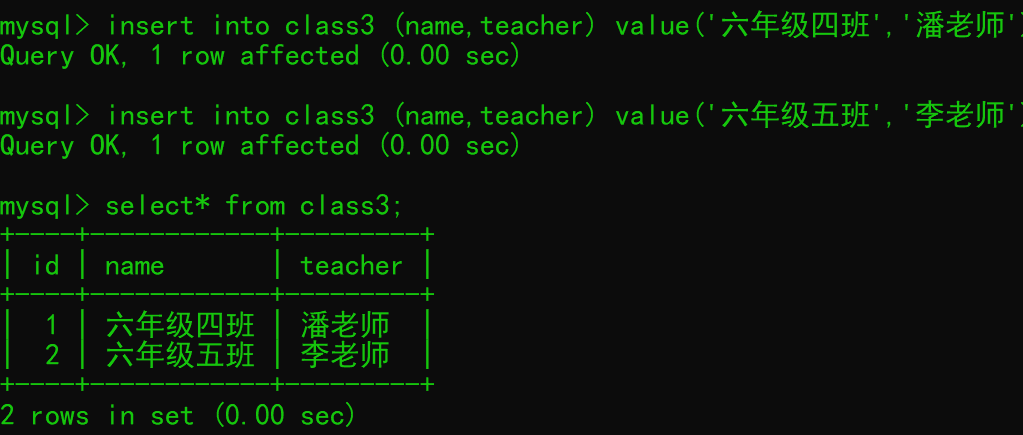 mysql> insert into class3 (name,teacher) value('六年级四班','潘老师')
Query OK, 1 row affected (0.00 sec)
mysql> insert into class3 (name,teacher) value('六年级五班','李老师')
Query OK, 1 row affected (0.00 sec)
mysql> select* from class3;
+----+------------+---------+
| id | name       | teacher |
+----+------------+---------+
|  1 | 六年级四班 | 潘老师  |
|  2 | 六年级五班 | 李老师  |
+----+------------+---------+
2 rows in set (0.00 sec)